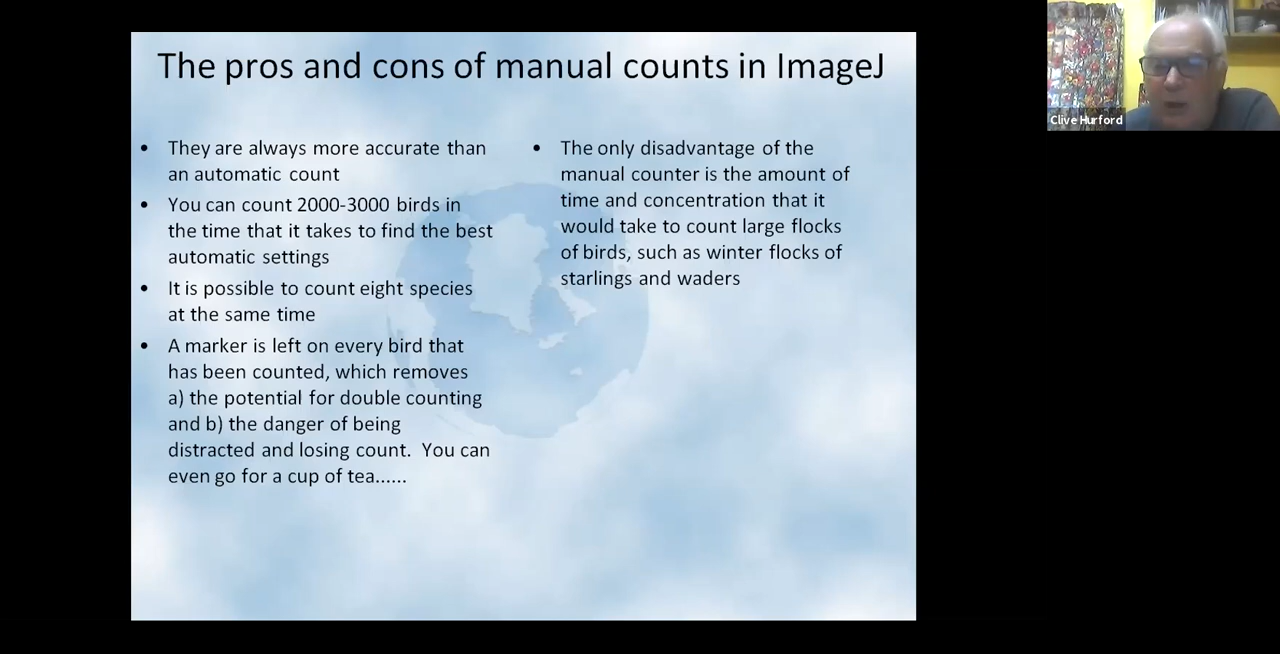 The pros and cons of manual counts in ImageJ
• They are always more accurate than
an automatic count
• You can count 2000-3000 birds in
the time that it takes to find the best
automatic settings
• It is possible to count eight species
at the same time
• A marker is left on every bird that
has been counted, which removes
a) the potential for double counting
and b) the danger of being
distracted and losing count.  You can
even go for a cup of tea......
• The only disadvantage of the
manual counter is the amount of
time and concentration that it
would take to count large flocks
of birds, such as winter flocks of
starlings and waders
Clive Hurford